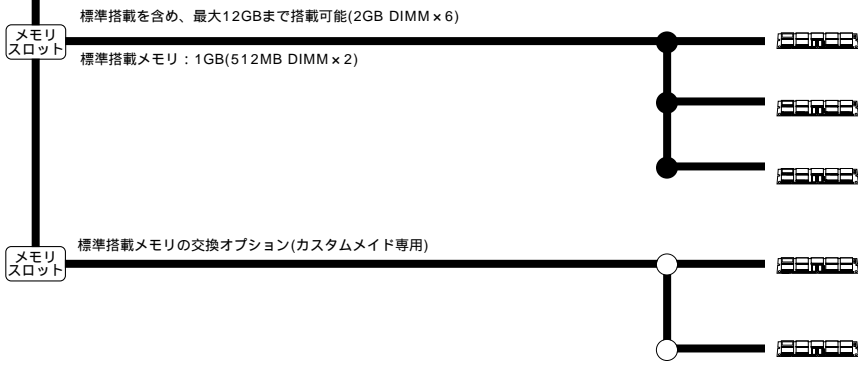 標準搭載を含め、最大12GBまで搭載可能(2GB DIMM×6)
メモリ
スロット
標準搭載メモリ：1GB(512MB DIMM×2)
標準搭載メモリの交換オプション(カスタムメイド専用)
メモリ
スロット